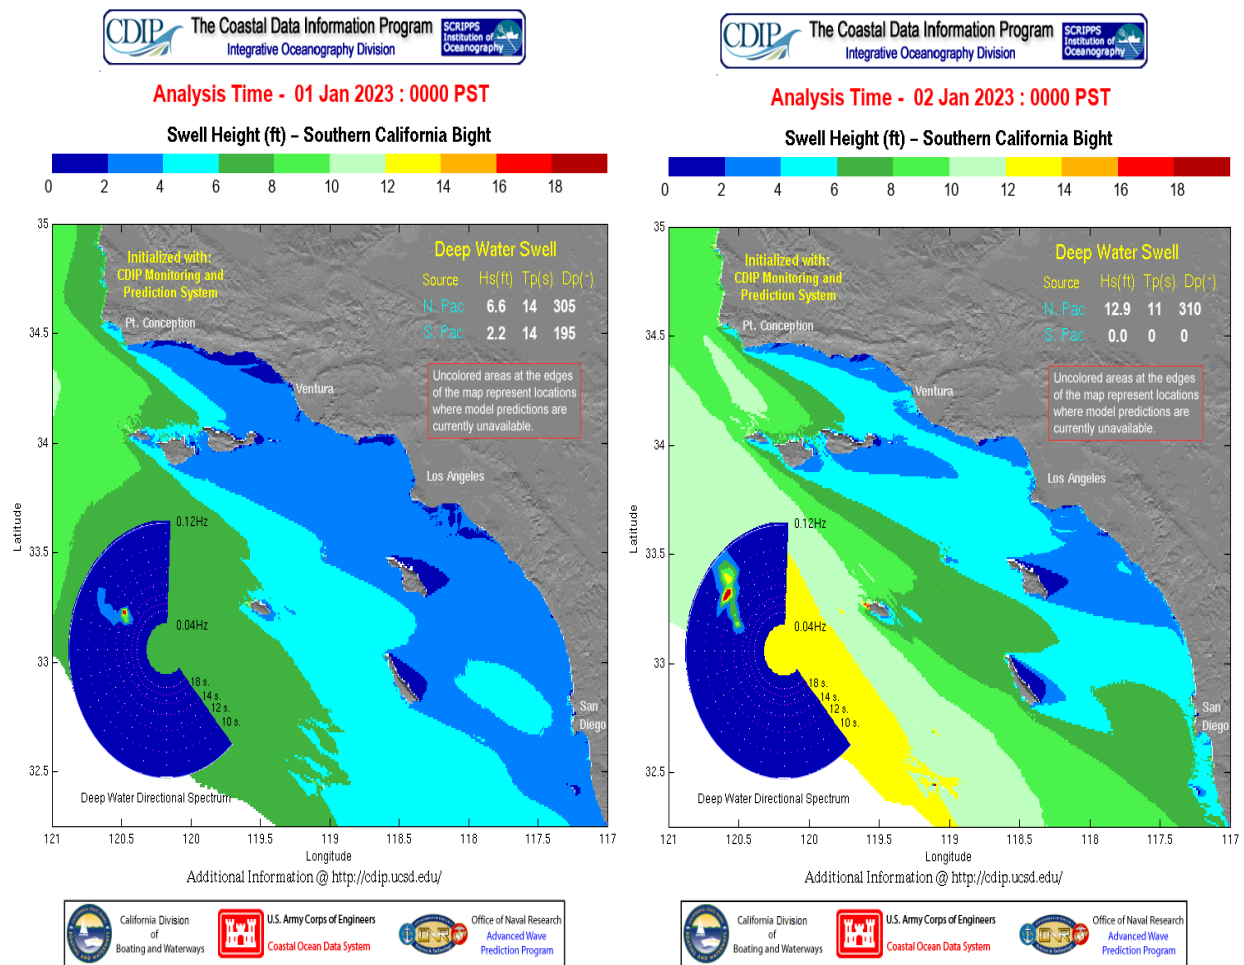 CDIP
The Coastal Data Information Program
Integrative Oceanography Division
SCRIPPS
Institution of
Oceanography
Analysis Time - 01 Jan 2023 : 0000 PST
Swell Height (ft) – Southern California Bight
0 2 4 6 8 10 12 14 16 18
35
34.5
34
33.5
33
32.5
Latitude
Initialized with:
CDIP Monitoring and
Prediction System
Pt. Conception
Deep Water Swell
Source Hs(ft) Tp(s) Dp(~)
N. Pac 6.6 14 305
S. Pac 2.2 14 195
Uncolored areas at the edges
of the map represent locations
where model predictions are
currently unavailable.
Ventura
Los Angeles
San
Diego
0.12Hz
0.04Hz
18 s.
14 s.
12 s.
10 s.
Deep Water Directional Spectrum
121 120.5 120 119.5 119 118.5 118 117.5 117
Longitude
Additional Information @ http://cdip.ucsd.edu/
California Division
of
Boating and Waterways
U.S. Army Corps of Engineers
Coastal Ocean Data System
ONR
Office of Naval Research
Advanced Wave
Prediction Program
CDIP
The Coastal Data Information Program
Integrative Oceanography Division
SCRIPPS
Institution of
Oceanography
Analysis Time - 02 Jan 2023 : 0000 PST
Swell Height (ft) – Southern California Bight
0 2 4 6 8 10 12 14 16 18
35
34.5
34
33.5
33
32.5
Latitude
Initialized with:
CDIP Monitoring and
Prediction System
Pt. Conception
Deep Water Swell
Source Hs(ft) Tp(s) Dp(~)
N. Pac 12.9 11 310
S. Pac 0.0 0 0
Uncolored areas at the edges
of the map represent locations
where model predictions are
currently unavailable.
Ventura
Los Angeles
San
Diego
0.12Hz
0.04Hz
18 s.
14 s.
12 s.
10 s.
Deep Water Directional Spectrum
121 120.5 120 119.5 119 118.5 118 117.5 117
Longitude
Additional Information @ http://cdip.ucsd.edu/
California Division
of
Boating and Waterways
U.S. Army Corps of Engineers
Coastal Ocean Data System
ONR
Office of Naval Research
Advanced Wave
Prediction Program